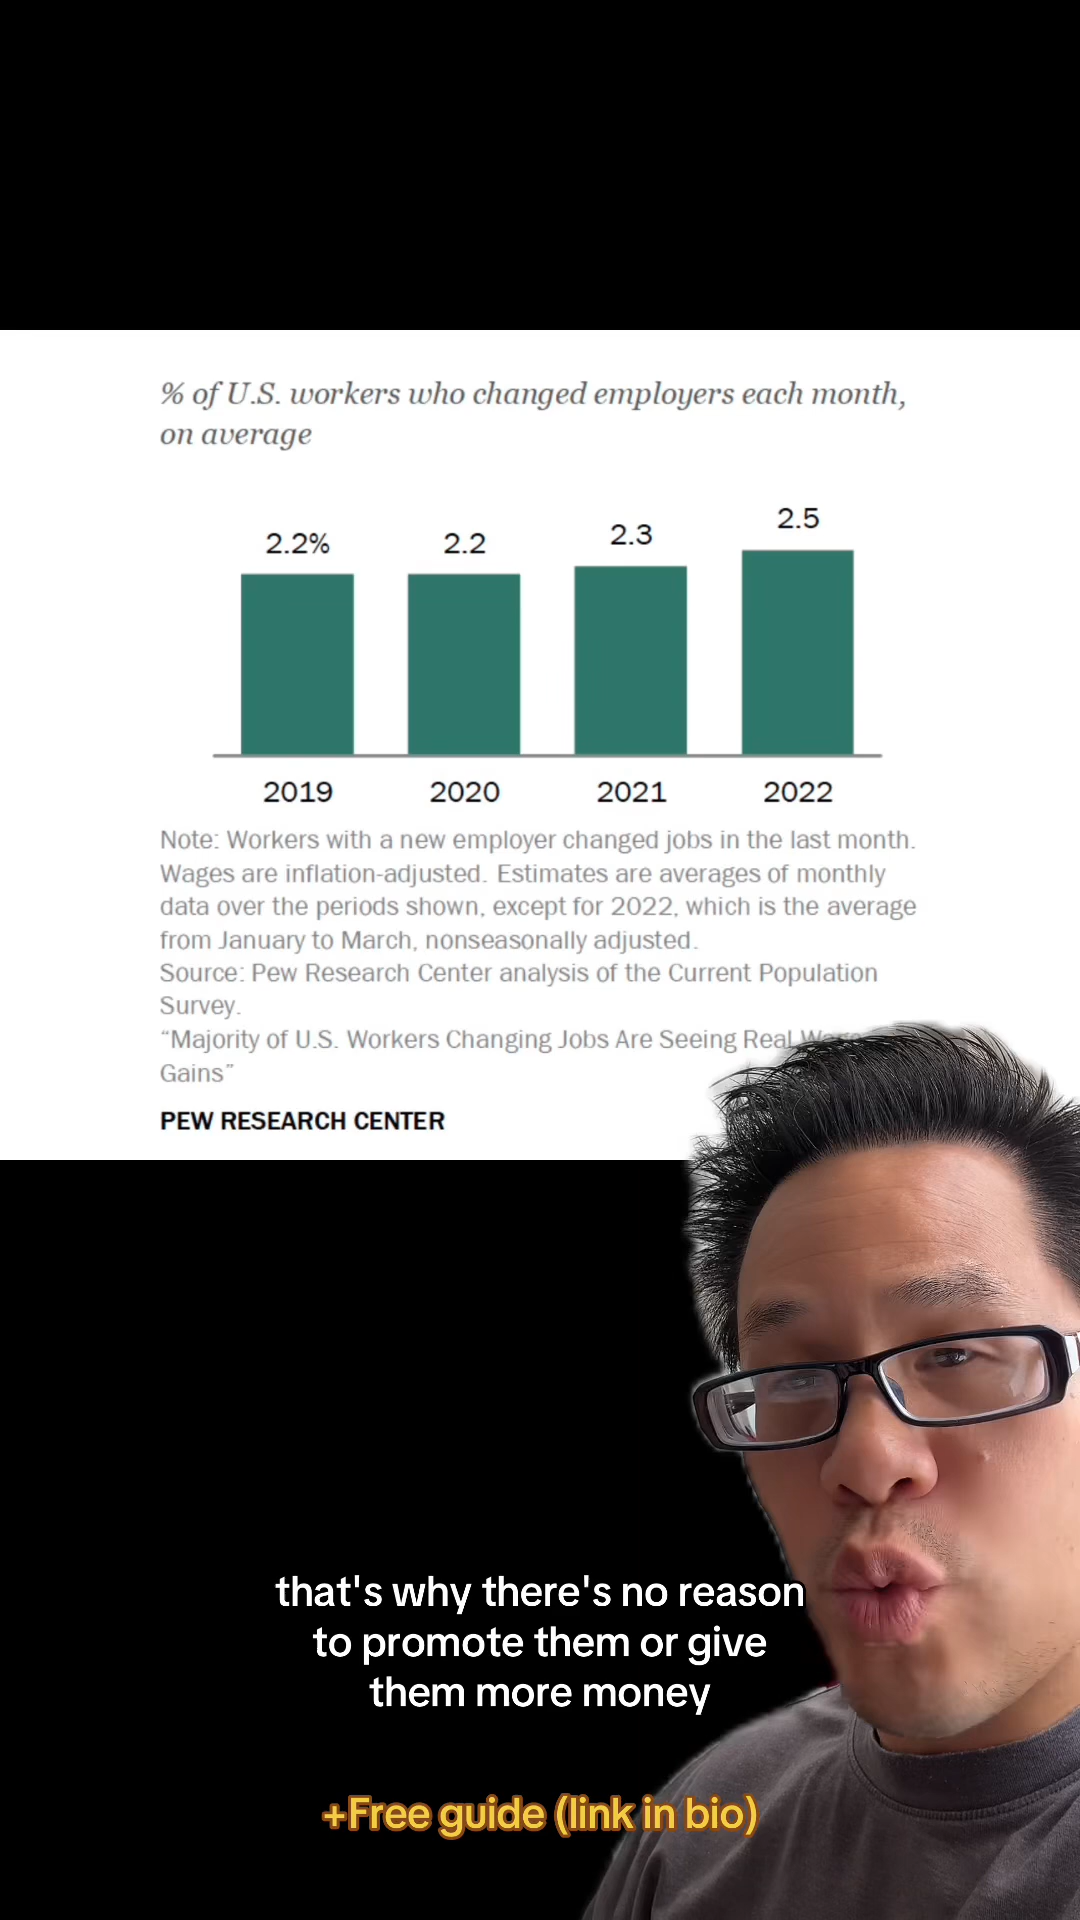 % of U.S. workers who changed employers each month,
on average
2.2%
2.2
2.3
2.5
2019
2020
2021
2022
Note: Workers with a new employer changed jobs in the last month.
Wages are inflation-adjusted. Estimates are averages of monthly
data over the periods shown, except for 2022, which is the average
from January to March, nonseasonally adjusted.
Source: Pew Research Center analysis of the Current Population
Survey.
“Majority of U.S. Workers Changing Jobs Are Seeing Real
Gains”
PEW RESEARCH CENTER
that's why there's no reason
to promote them or give
them more money
+Free guide (link in bio)